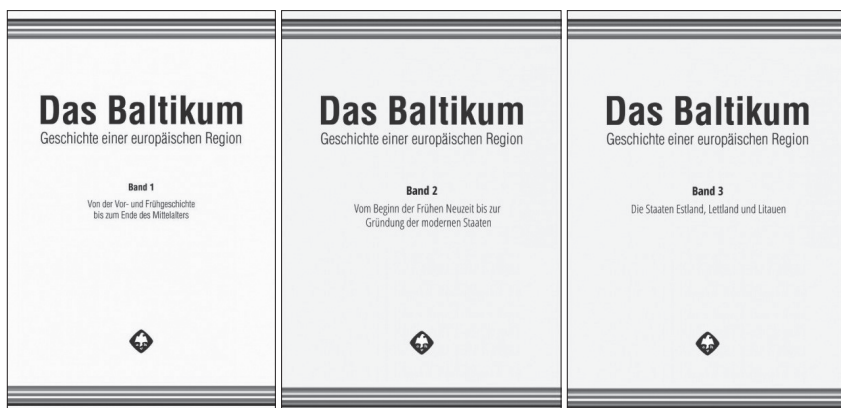 Das Baltikum
Geschichte einer europäischen Region
Band 1
Von der Vor- und Frühgeschichte
bis zum Ende des Mittelalters
Das Baltikum
Geschichte einer europäischen Region
Band 2
Vom Beginn der Frühen Neuzeit bis zur
Gründung der modernen Staaten
Das Baltikum
Geschichte einer europäischen Region
Band 3
Die Staaten Estland, Lettland und Litauen